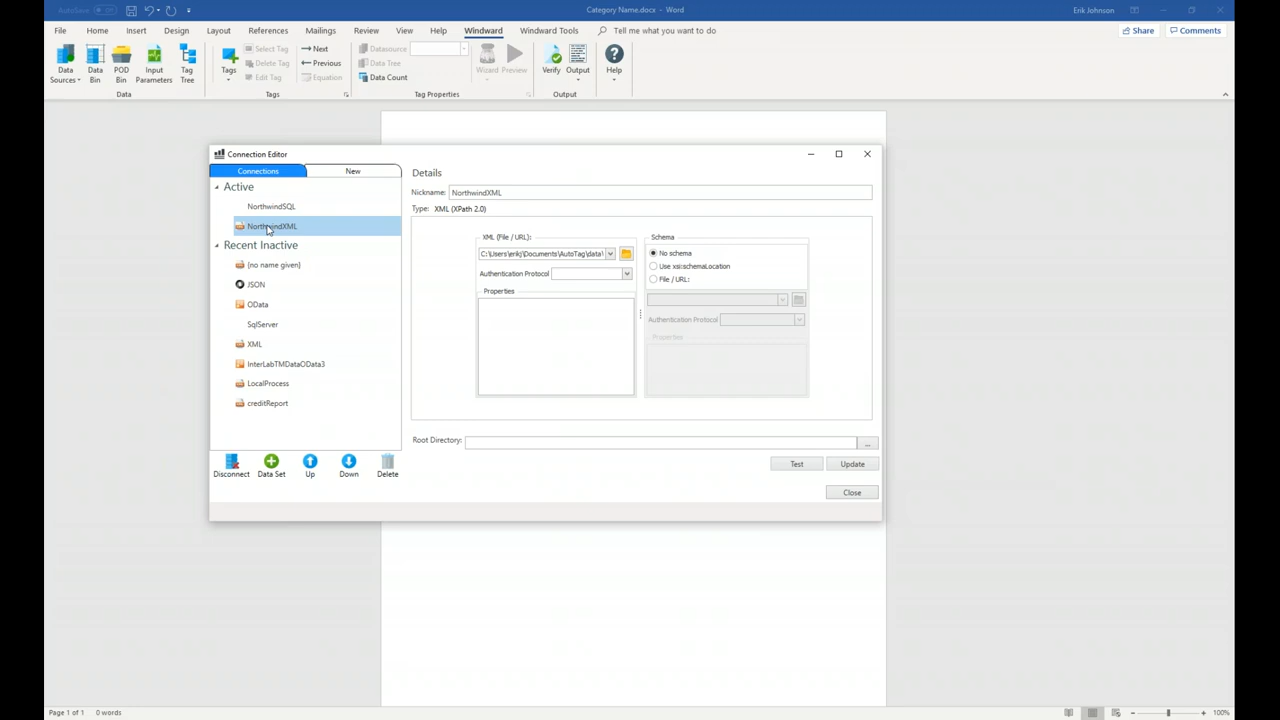 AutoSave Off
Category Name.docx - Word
Erik Johnson
File Home Insert Design Layout References Mailings Review View Help Windward Windward Tools Tell me what you want to do
Share Comments
Data Sources
Data Bin
POD Bin
Input Parameters
Tag Tree
Data
Tags
Select Tag
Delete Tag
Edit Tag
Next
Previous
Equation
Tags
Datasource
Data Tree
Data Count
Wizard
Preview
Tag Properties
Verify
Output
Output
Help
Connection Editor
Connections
New
Active
NorthwindSQL
NorthwindXML
Recent Inactive
(no name given)
JSON
OData
SqlServer
XML
InterLabTMDataOData3
LocalProcess
creditReport
Disconnect
Data Set
Up
Down
Delete
Details
Nickname: NorthwindXML
Type: XML (XPath 2.0)
XML (File / URL):
C:\Users\erikj\Documents\AutoTag\data\
Authentication Protocol
Properties
Schema
No schema
Use xsi:schemaLocation
File / URL:
Authentication Protocol
Properties
Root Directory:
...
Test
Update
Close
Page 1 of 1 0 words
100%